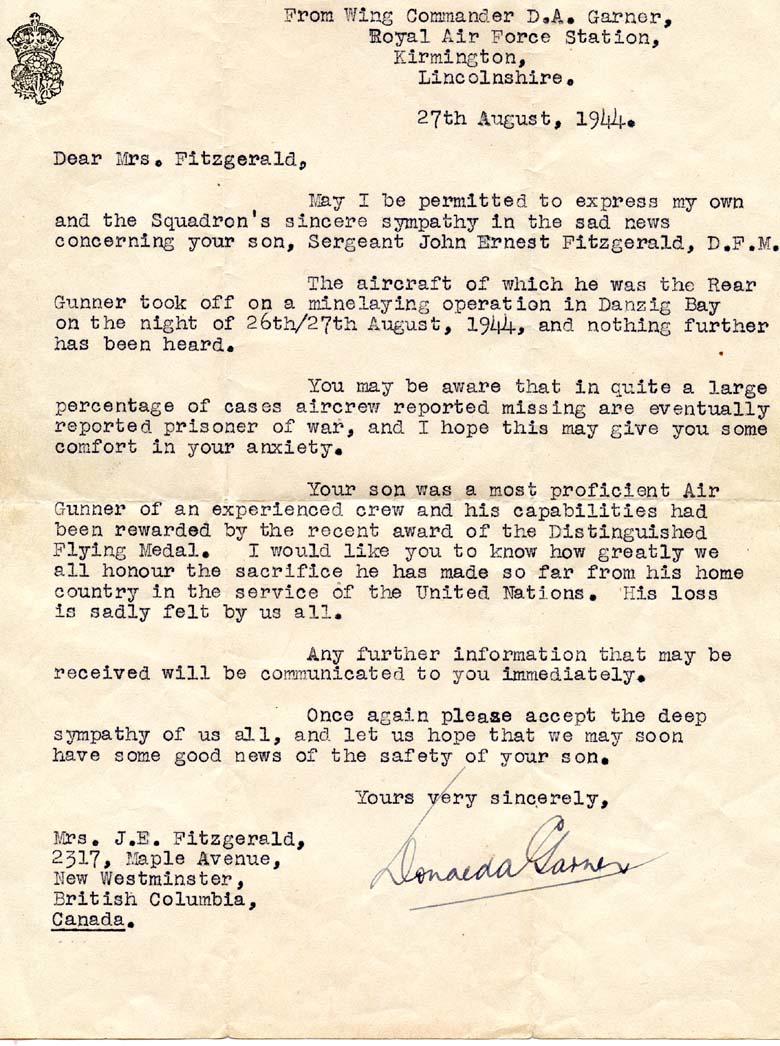 From Wing Commander D.A. Garner,
Royal Air Force Station,
Kirmington,
Lincolnshire.
27th August, 1944.
Dear Mrs. Fitzgerald,
May I be permitted to express my own
and the Squadron's sincere sympathy in the sad news
concerning your son, Sergeant John Ernest Fitzgerald, D.F.M.
The aircraft of which he was the Rear
Gunner took off on a minelaying operation in Danzig Bay
on the night of 26th/27th August, 1944, and nothing further
has been heard.
You may be aware that in quite a large
percentage of cases aircrew reported missing are eventually
reported prisoner of war, and I hope this may give you some
comfort in your anxiety.
Your son was a most proficient Air
Gunner of an experienced crew and his capabilities had
been rewarded by the recent award of the Distinguished
Flying Medal. I would like you to know how greatly we
all honour the sacrifice he has made so far from his home
country in the service of the United Nations. His loss
is sadly felt by us all.
Any further information that may be
received will be communicated to you immediately.
Once again please accept the deep
sympathy of us all, and let us hope that we may soon
have some good news of the safety of your son.
Yours very sincerely,
Mrs. J.E. Fitzgerald,
2317, Maple Avenue,
New Westminster,
British Columbia,
Canada.
Garner